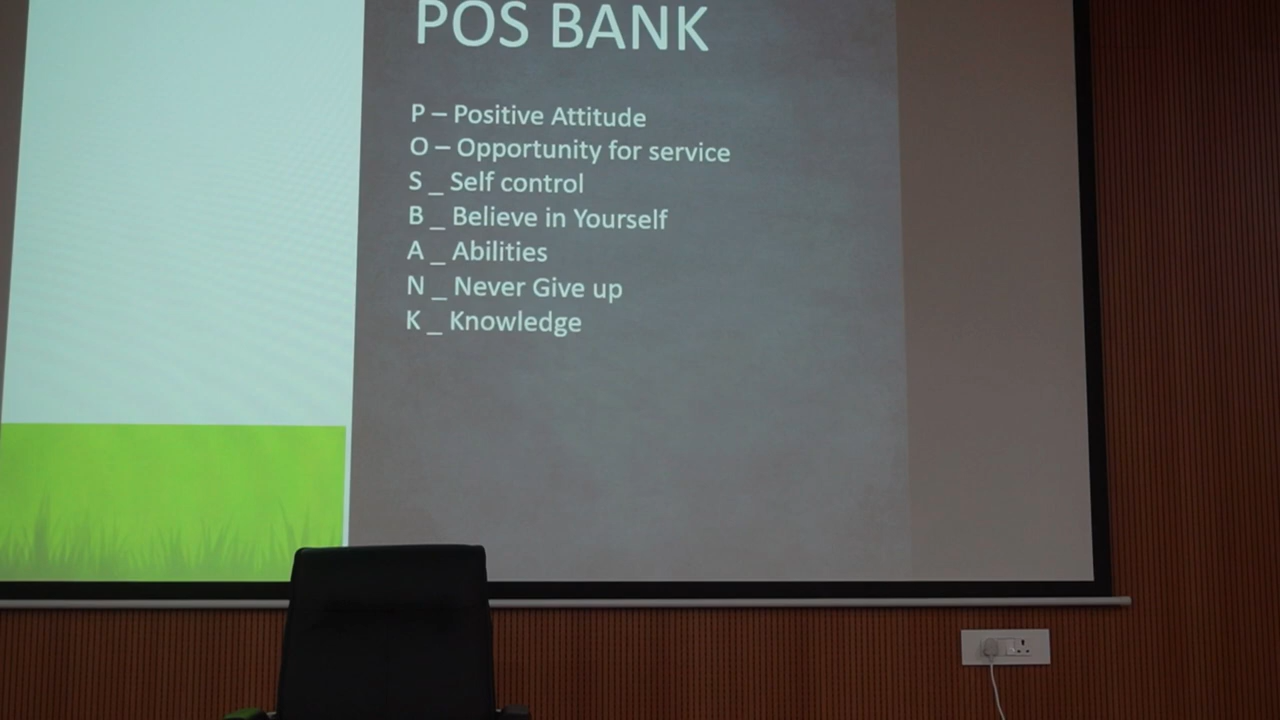 POS BANK
P – Positive Attitude
O – Opportunity for service
S _ Self control
B _ Believe in Yourself
A _ Abilities
N _ Never Give up
K _ Knowledge